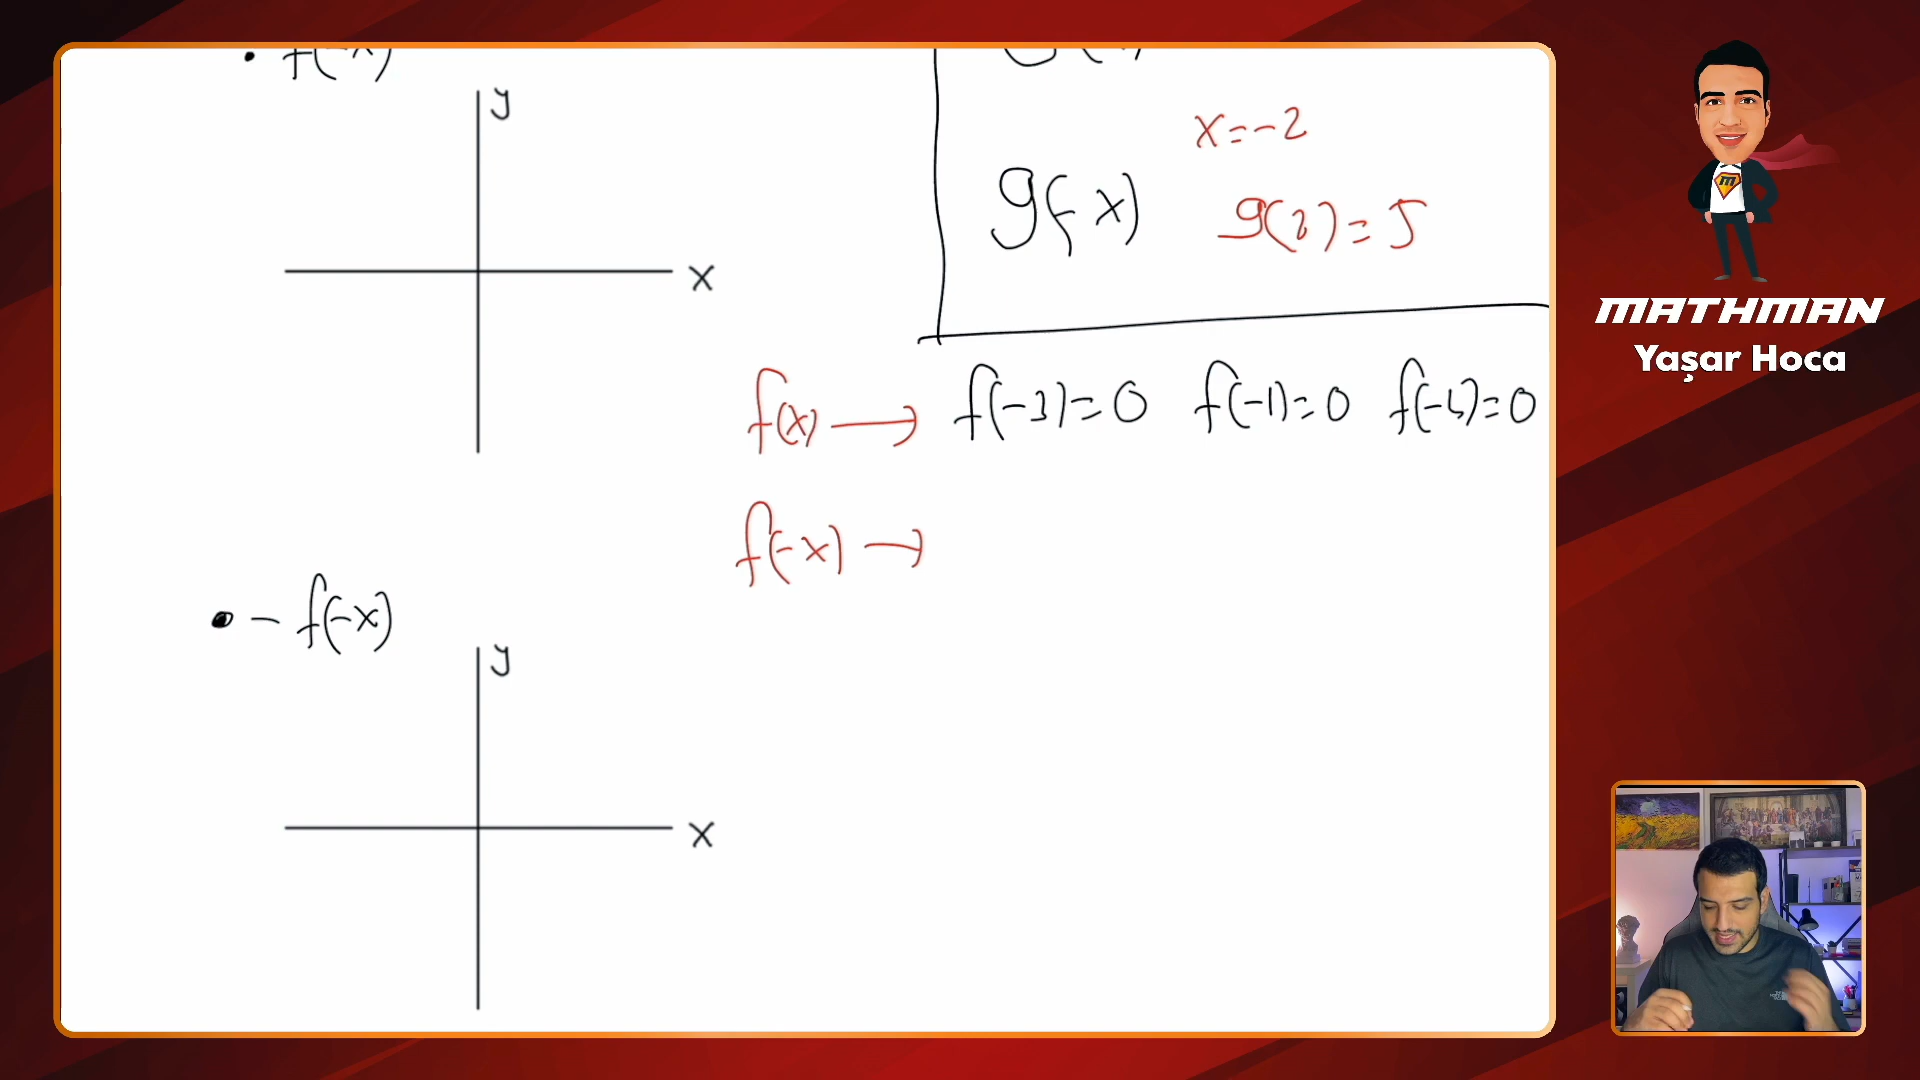 • f(-x)
y
x
x=-2
g(-x)
g(2)=5
f(x) → f(-3)=0 f(-1)=0 f(-4)=0
f(-x) →
• - f(-x)
y
x
MATHMAN
Yaşar Hoca